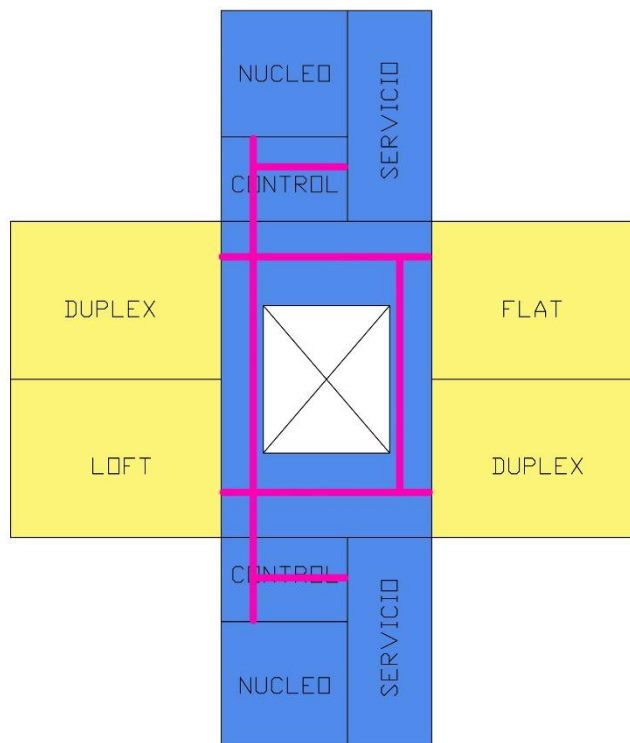 NUCLEO
SERVICIO
CONTROL
DUPLEX
FLAT
LOFT
DUPLEX
CONTROL
SERVICIO
NUCLEO